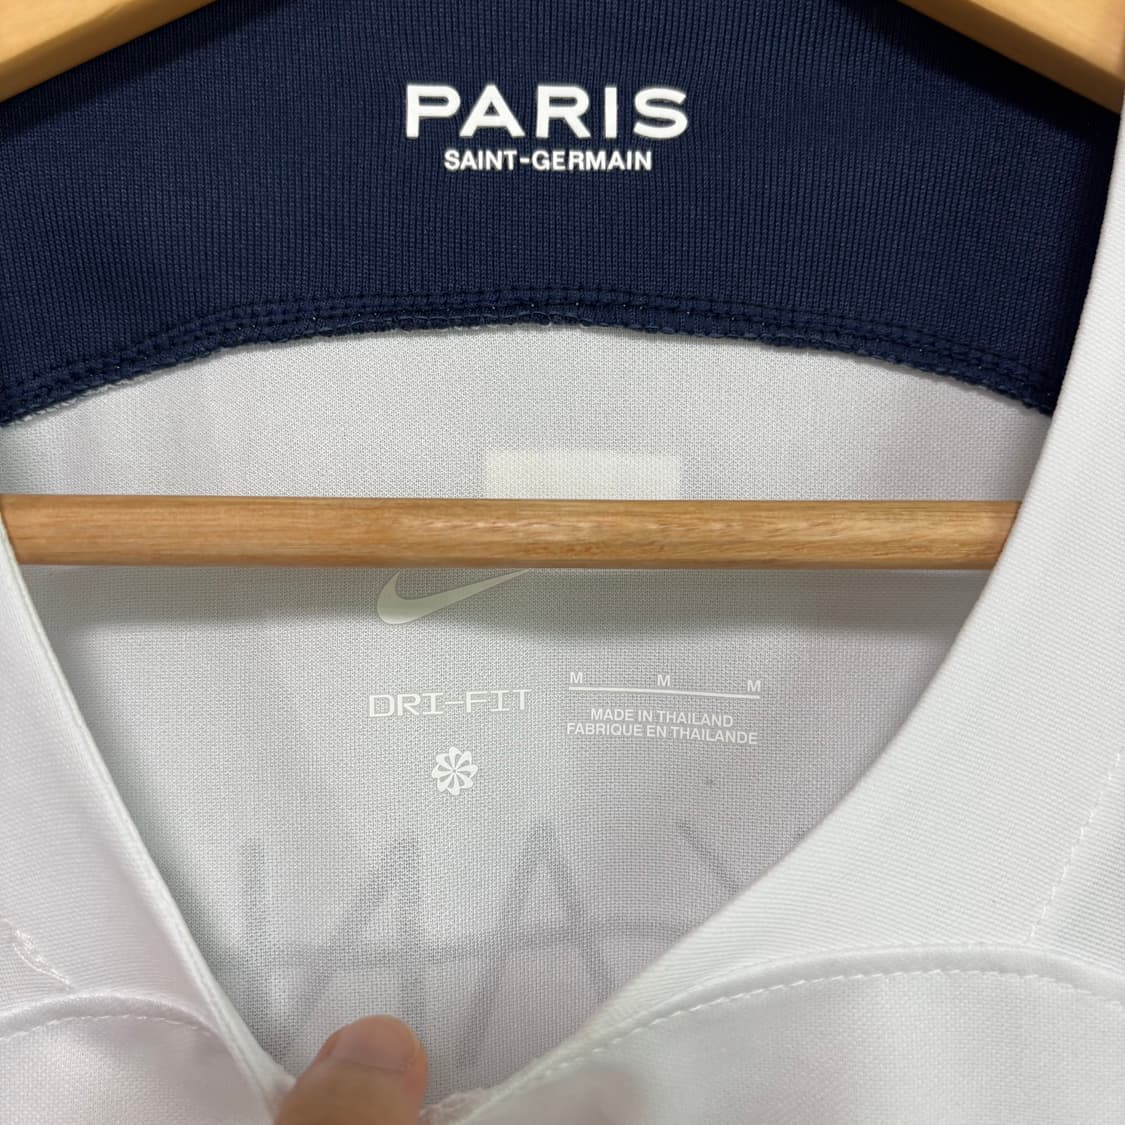 PARIS
SAINT-GERMAIN
DRI-FIT
M M M
MADE IN THAILAND
FABRIQUE EN THAILANDE